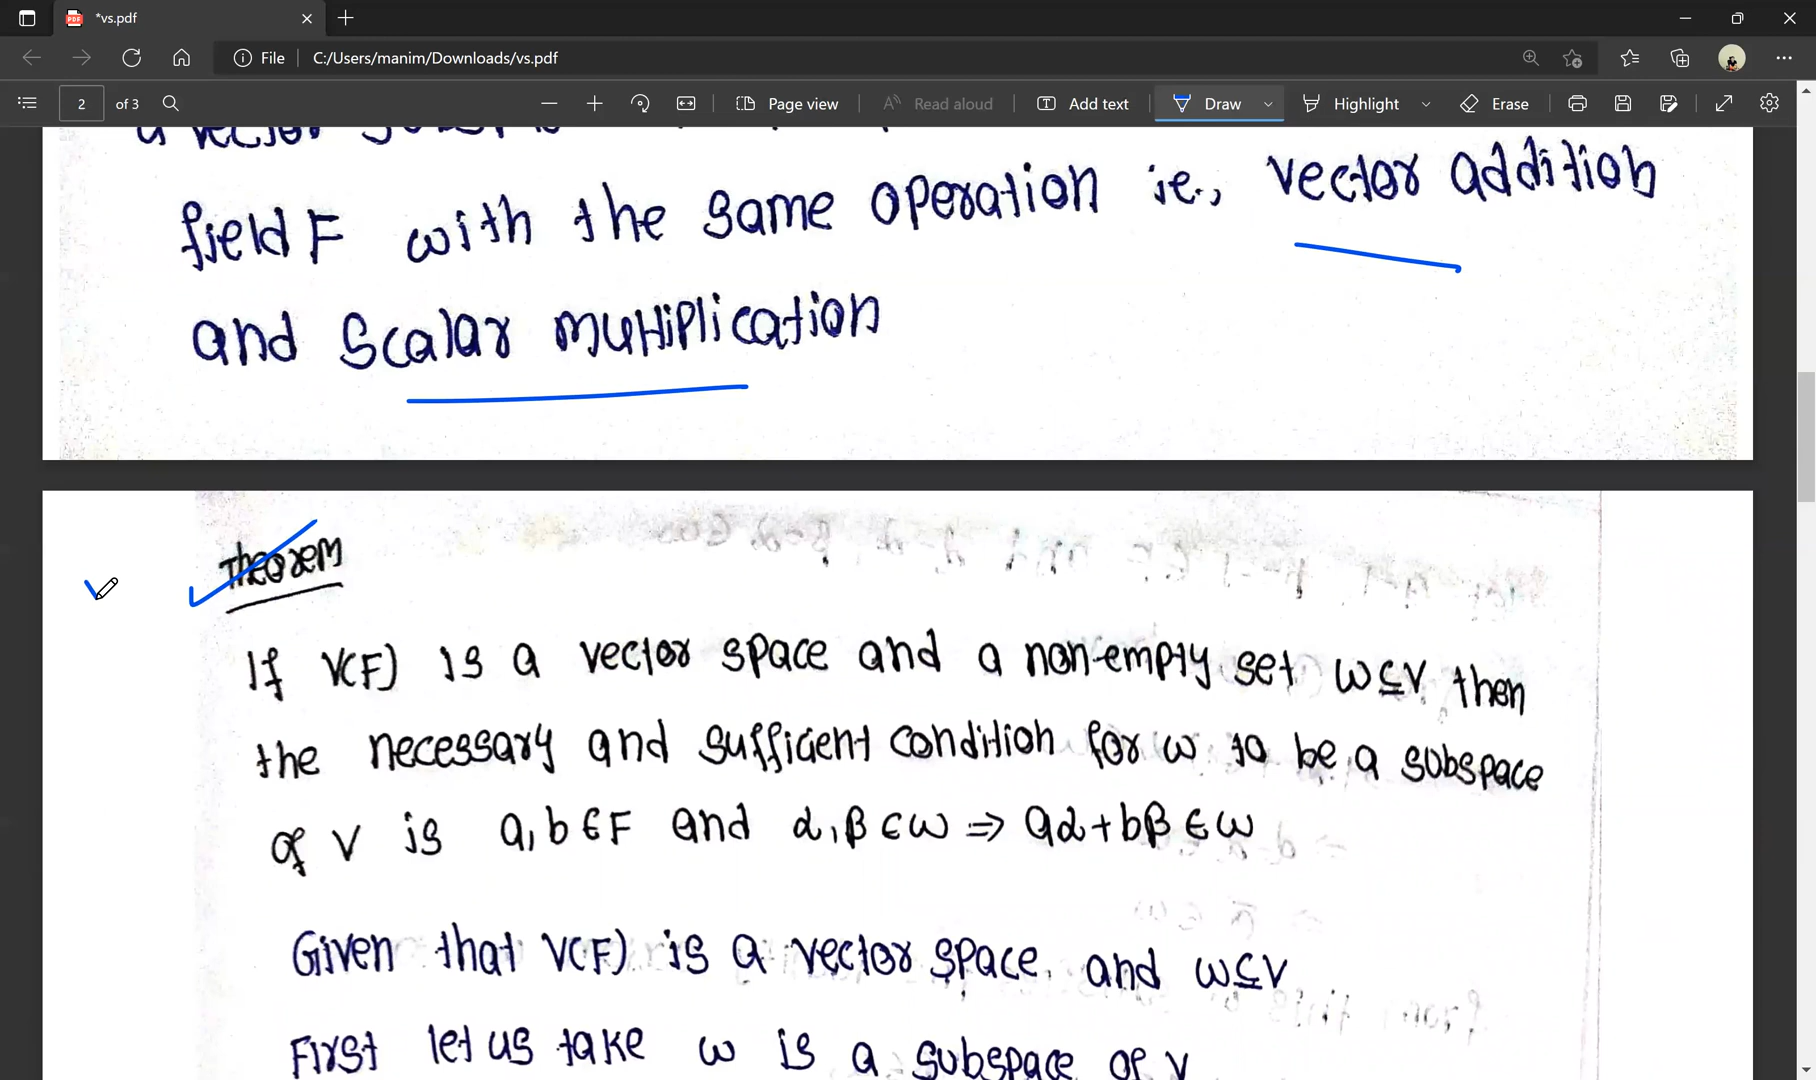 *vs.pdf
File C:/Users/manim/Downloads/vs.pdf
2 of 3 Page view Read aloud Add text Draw Highlight Erase
a vector
field F with the same operation ie., vector addition
and scalar multiplication
Theorem
If V(F) is a vector space and a non-empty set W⊆V then
the necessary and sufficient condition for W to be a subspace
of V is a, b ∈ F and α, β ∈ W ⇒ aα + bβ ∈ W
Given that V(F) is a vector space and W⊆V
First let us take W is a subspace of V